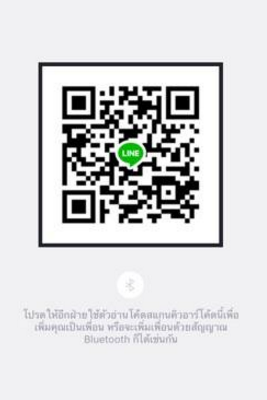 LINE
โปรดให้อีกฝ่ายใช้ตัวอ่านโค้ดสแกนคิวอาร์โค้ดนี้เพื่อ
เพิ่มคุณเป็นเพื่อน หรือจะเพิ่มเพื่อนด้วยสัญญาณ
Bluetooth ก็ได้เช่นกัน